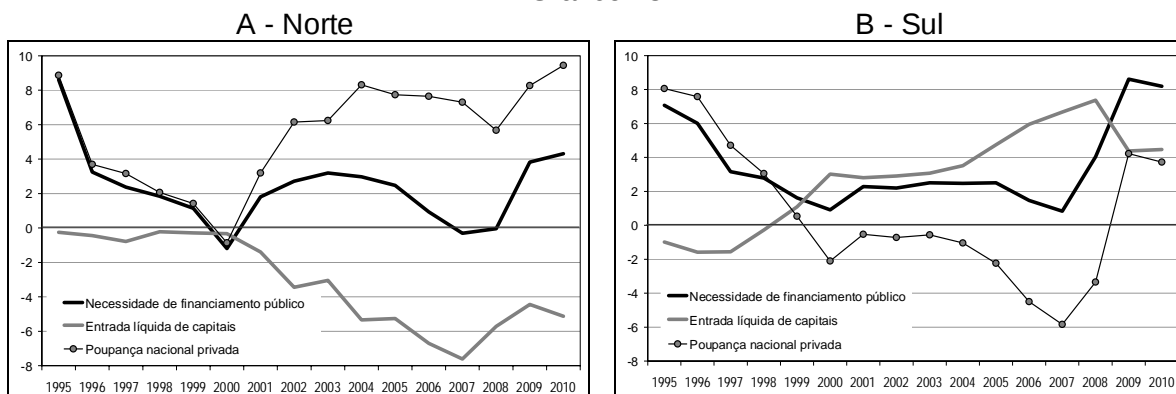 A - Norte
10
8
6
4
2
0
-2
-4
-6
-8
Necessidade de financiamento público
Entrada líquida de capitais
Poupança nacional privada
1995 1996 1997 1998 1999 2000 2001 2002 2003 2004 2005 2006 2007 2008 2009 2010
B - Sul
10
8
6
4
2
0
-2
-4
-6
-8
Necessidade de financiamento público
Entrada líquida de capitais
Poupança nacional privada
1995 1996 1997 1998 1999 2000 2001 2002 2003 2004 2005 2006 2007 2008 2009 2010